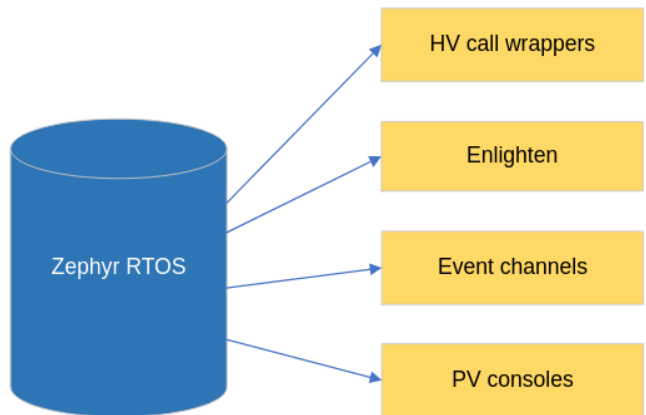 HV call wrappers
Enlighten
Zephyr RTOS
Event channels
PV consoles